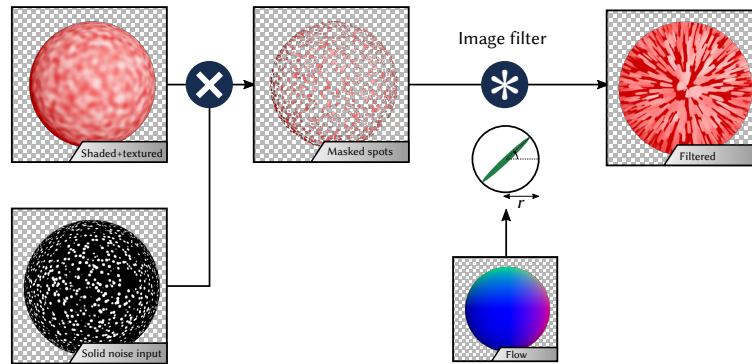 Image filter
Shaded+textured
Masked spots
Filtered
r
Solid noise input
Flow